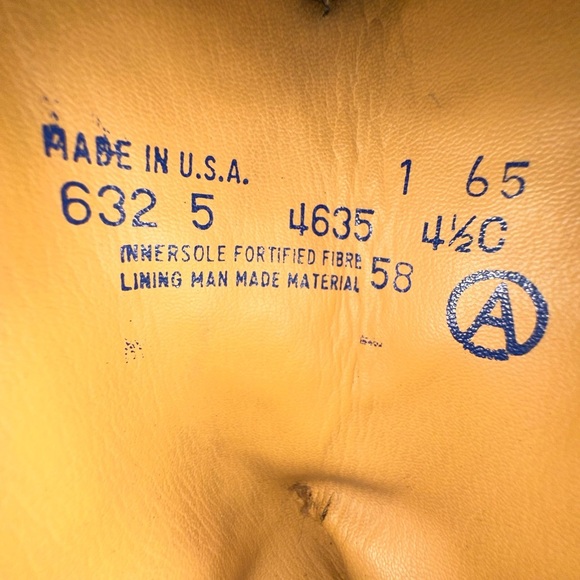 MADE IN U.S.A. 1 65
632 5 4635 4½C
INNERSOLE FORTIFIED FIBRE
LINING MAN MADE MATERIAL 58
A